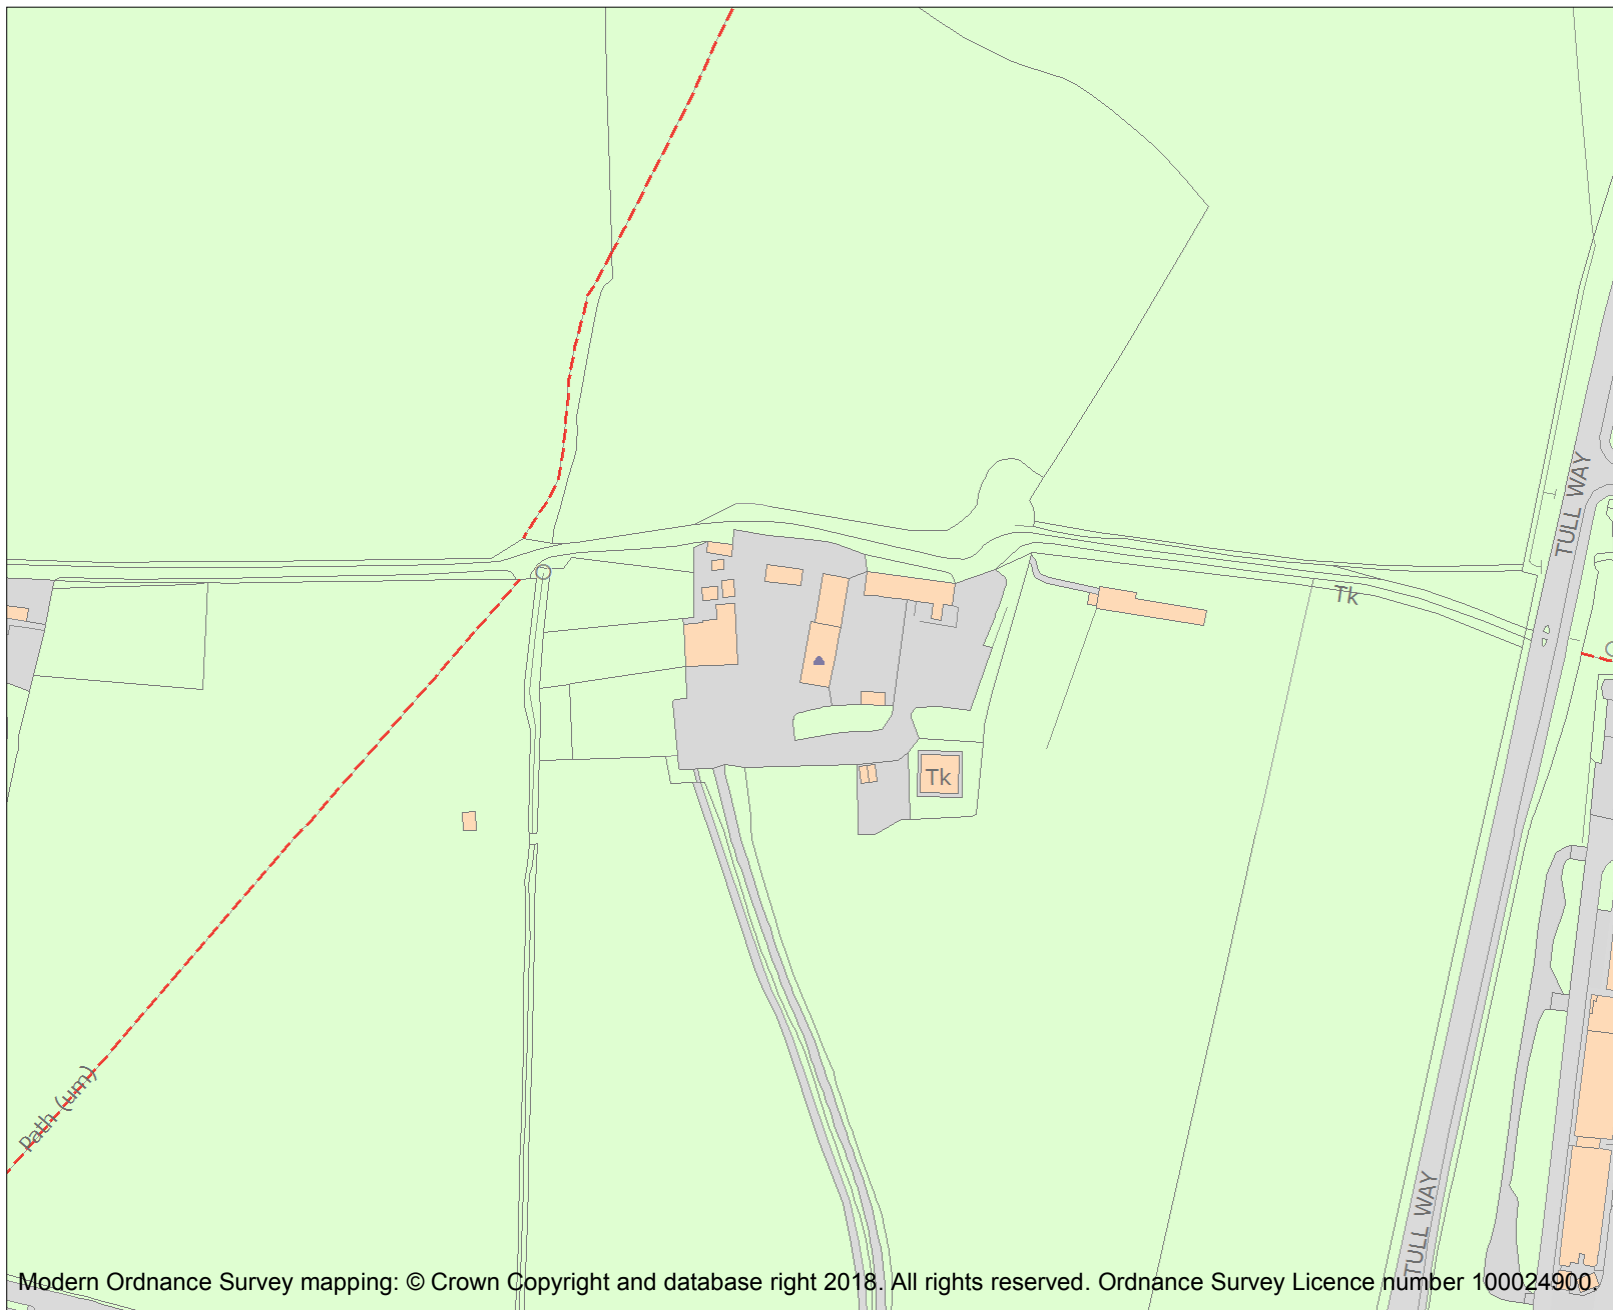 TULL WAY
Tk
Tk
Path (um)
TULL WAY
Modern Ordnance Survey mapping: © Crown Copyright and database right 2018. All rights reserved. Ordnance Survey Licence number 100024900.